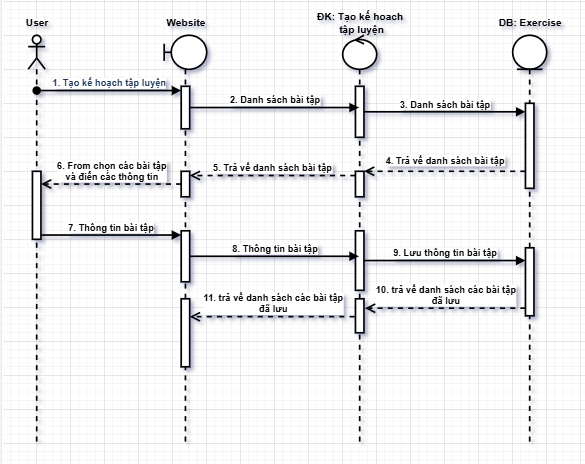 User
Website
ĐK: Tạo kế hoach
tập luyện
DB: Exercise
1. Tạo kế hoạch tập luyện
2. Danh sách bài tập
3. Danh sách bài tập
4. Trả về danh sách bài tập
5. Trả về danh sách bài tập
6. From chọn các bài tập
và điền các thông tin
7. Thông tin bài tập
8. Thông tin bài tập
9. Lưu thông tin bài tập
10. trả về danh sách các bài tập
đã lưu
11. trả về danh sách các bài tập
đã lưu